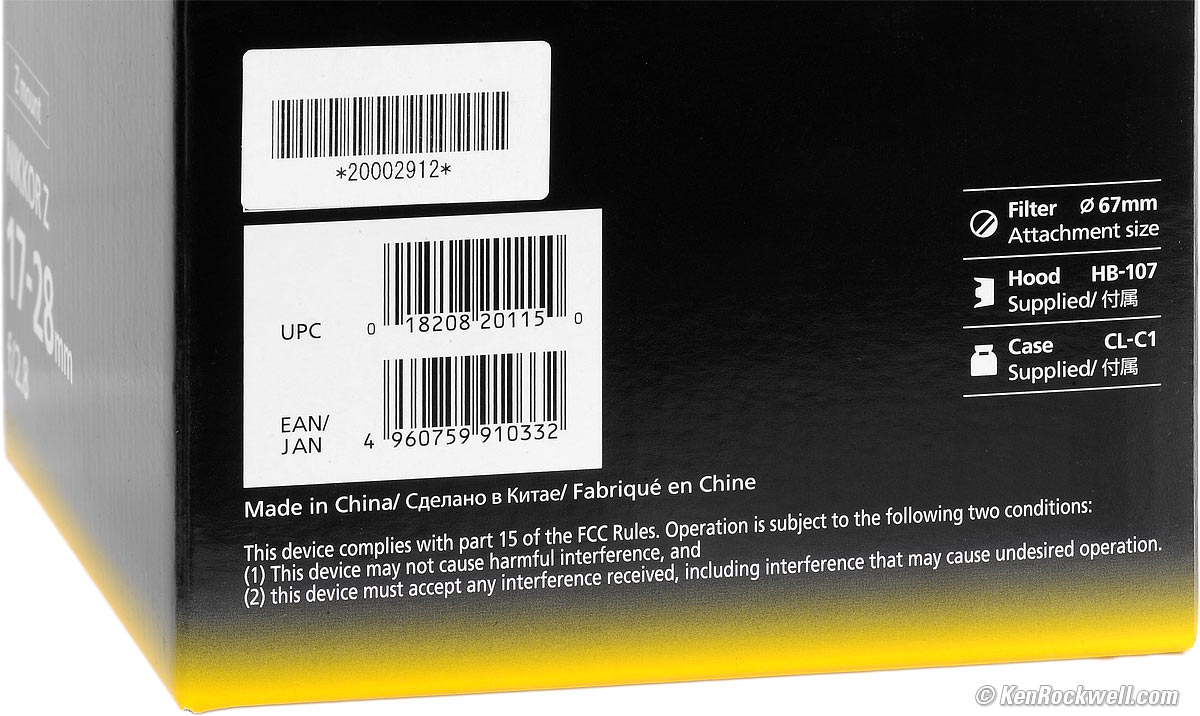 Z mount
NIKKOR Z
17-28mm
f/2.8
*20002912*
UPC
0 18208 20115 0
EAN/
JAN
4 960759 910332
Filter Ø 67mm
Attachment size
Hood HB-107
Supplied/ 付属
Case CL-C1
Supplied/ 付属
Made in China/ Сделано в Китае/ Fabriqué en Chine
This device complies with part 15 of the FCC Rules. Operation is subject to the following two conditions:
(1) This device may not cause harmful interference, and
(2) this device must accept any interference received, including interference that may cause undesired operation.
© KenRockwell.com